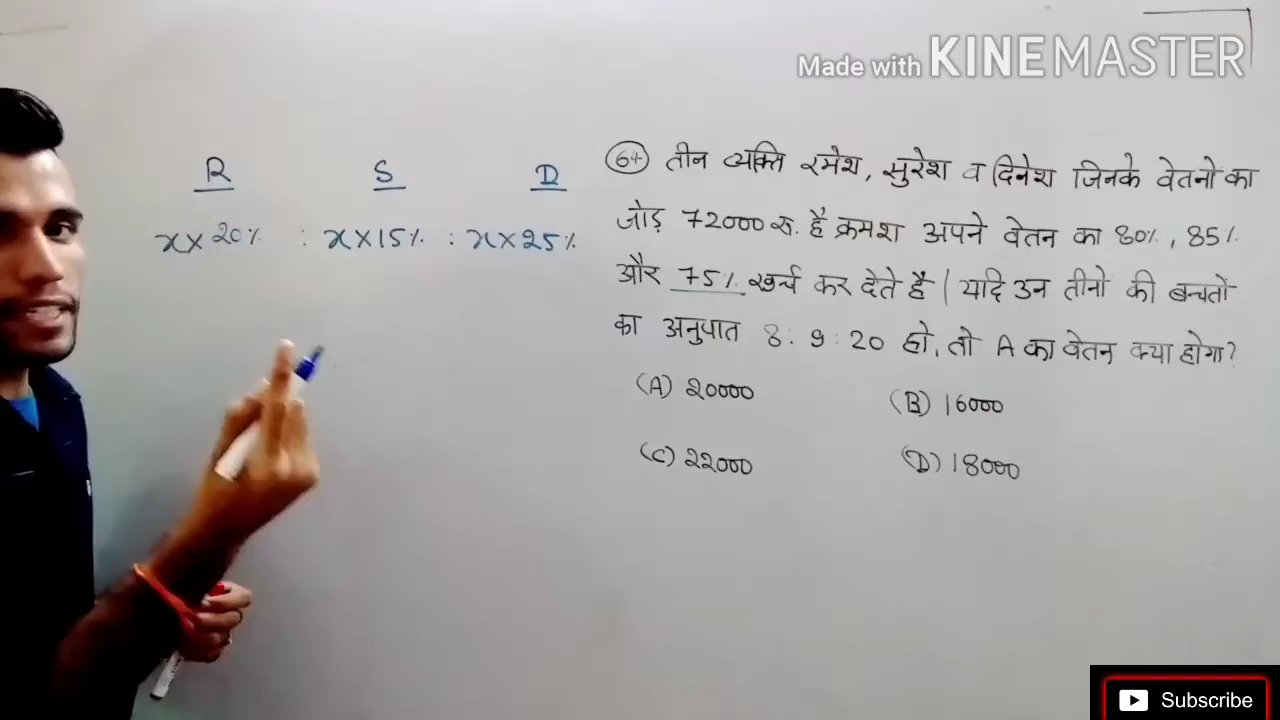 Made with KINEMASTER
R S D
x×20% : x×15% : x×25%
(64) तीन व्यक्ति रमेश, सुरेश व दिनेश जिनके वेतनो का
जोड़ 72000 रु. है क्रमश अपने वेतन का 80%, 85%
और 75% खर्च कर देते है | यदि उन तीनो की बचतों
का अनुपात 8 : 9 : 20 हो, तो A का वेतन क्या होगा?
(A) 20000 (B) 16000
(C) 22000 (D) 18000
Subscribe